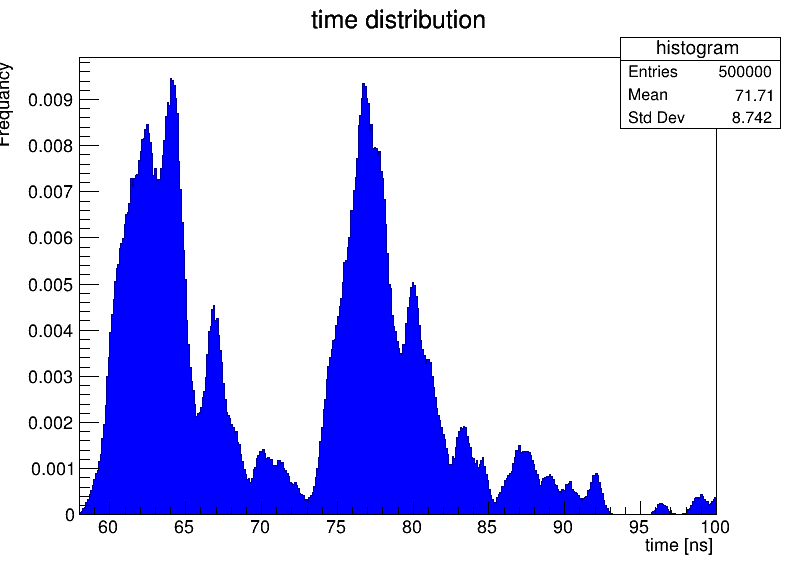 time distribution
histogram
Entries 500000
Mean 71.71
Std Dev 8.742
Frequancy
0.009
0.008
0.007
0.006
0.005
0.004
0.003
0.002
0.001
0
60 65 70 75 80 85 90 95 100
time [ns]